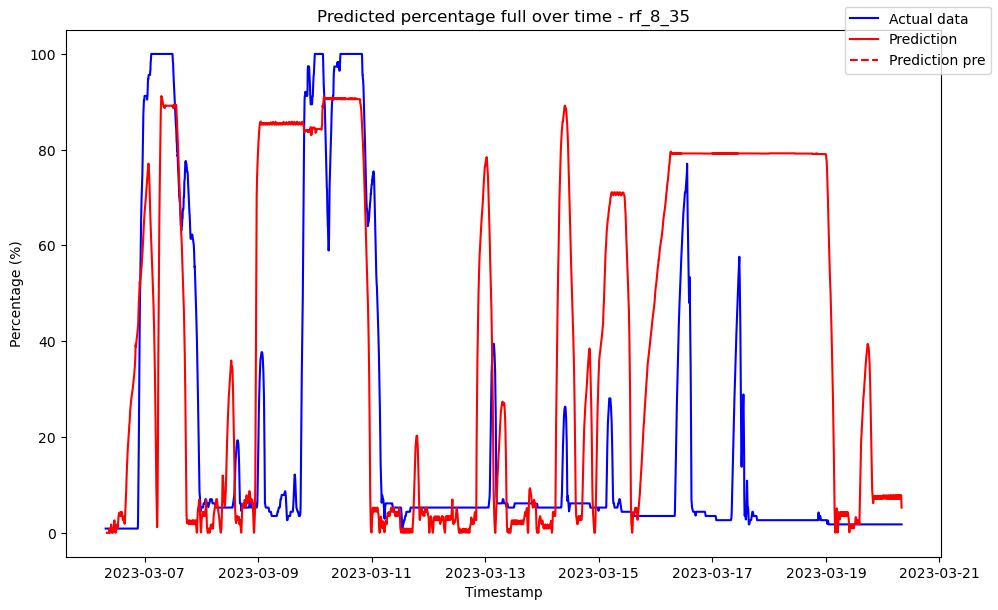 Predicted percentage full over time - rf_8_35
Actual data
Prediction
Prediction pre
Percentage (%)
100
80
60
40
20
0
2023-03-07
2023-03-09
2023-03-11
2023-03-13
2023-03-15
2023-03-17
2023-03-19
2023-03-21
Timestamp